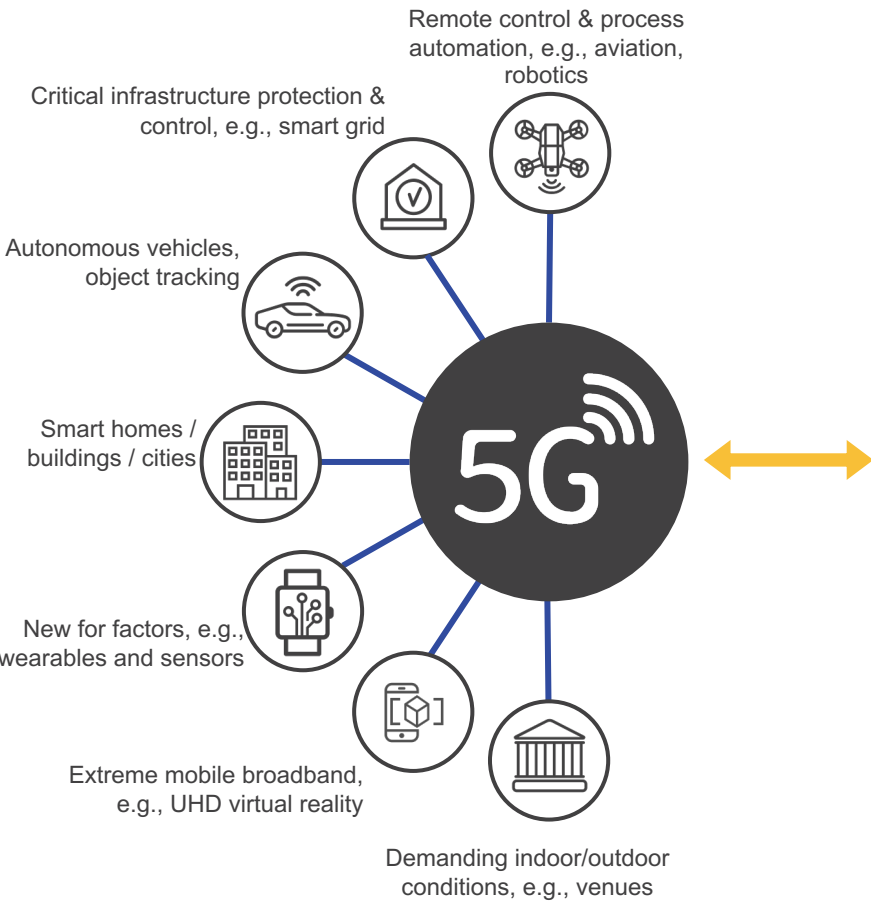 Remote control & process
automation, e.g., aviation,
robotics
Critical infrastructure protection &
control, e.g., smart grid
Autonomous vehicles,
object tracking
Smart homes /
buildings / cities
5G
New for factors, e.g.,
wearables and sensors
Extreme mobile broadband,
e.g., UHD virtual reality
Demanding indoor/outdoor
conditions, e.g., venues